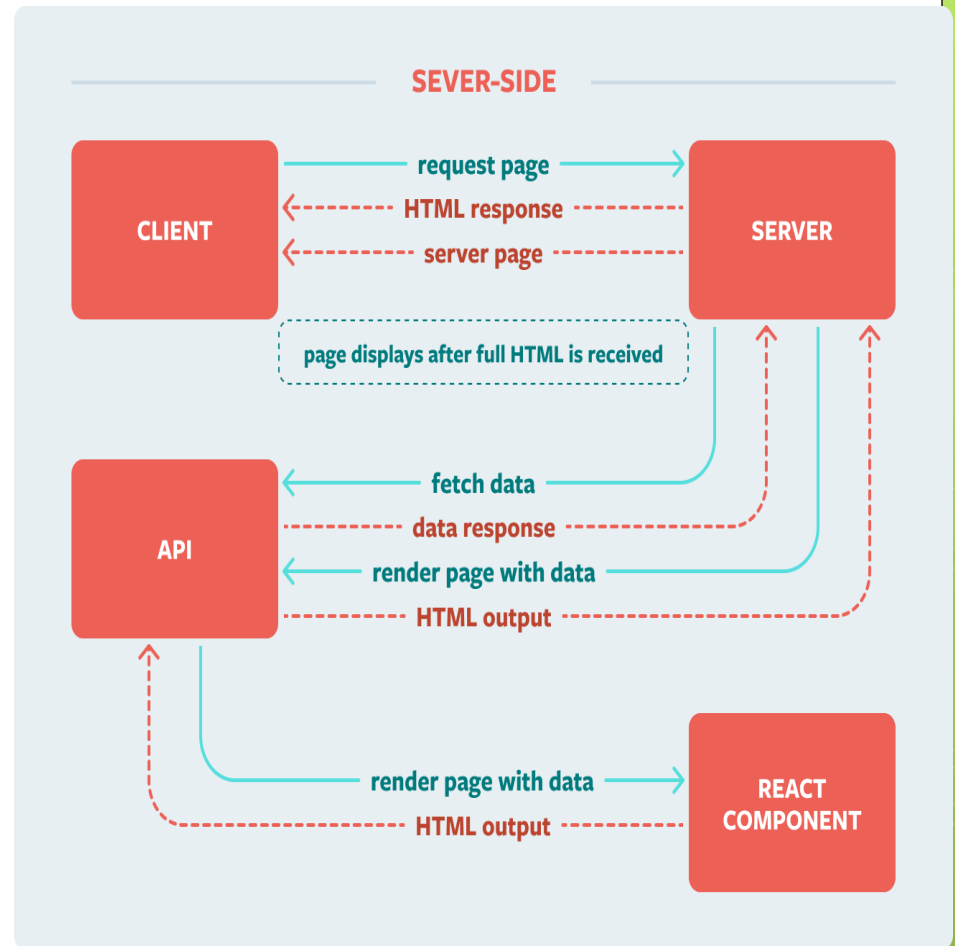 SEVER-SIDE
CLIENT
request page
HTML response
server page
SERVER
page displays after full HTML is received
API
fetch data
data response
render page with data
HTML output
render page with data
HTML output
REACT
COMPONENT